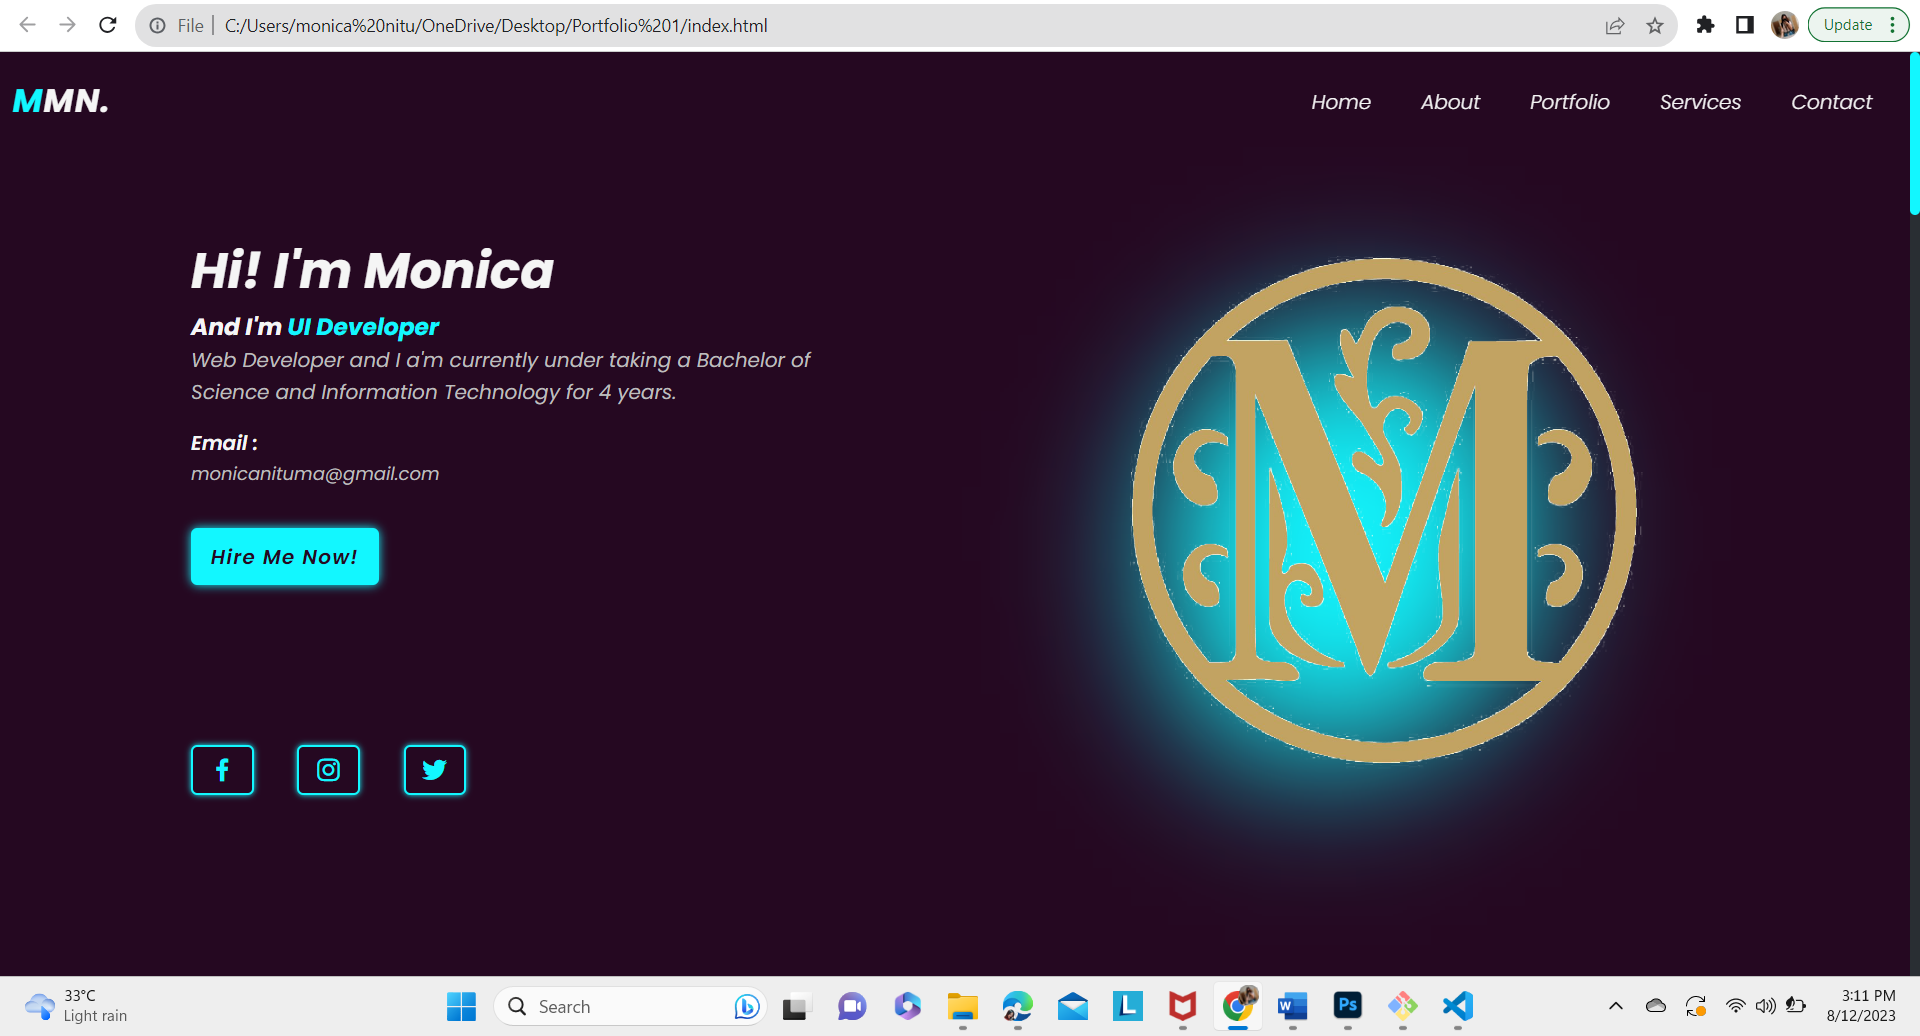 File
C:/Users/monica%20nitu/OneDrive/Desktop/Portfolio%201/index.html
Update
MMN.
Home
About
Portfolio
Services
Contact
Hi! I'm Monica
And I'm UI Developer
Web Developer and I a'm currently under taking a Bachelor of
Science and Information Technology for 4 years.
Email :
monicanituma@gmail.com
Hire Me Now!
M
33°C
Light rain
Search
L
W
Ps
3:11 PM
8/12/2023